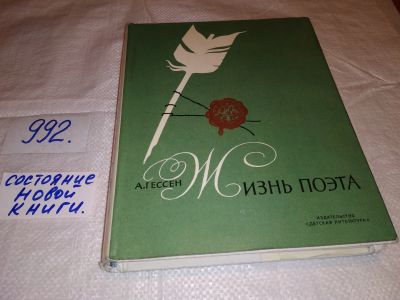 992.
состояние
новой
книги.
А. ГЕССЕН
ЖИЗНЬ ПОЭТА
ИЗДАТЕЛЬСТВО
«ДЕТСКАЯ ЛИТЕРАТУРА»